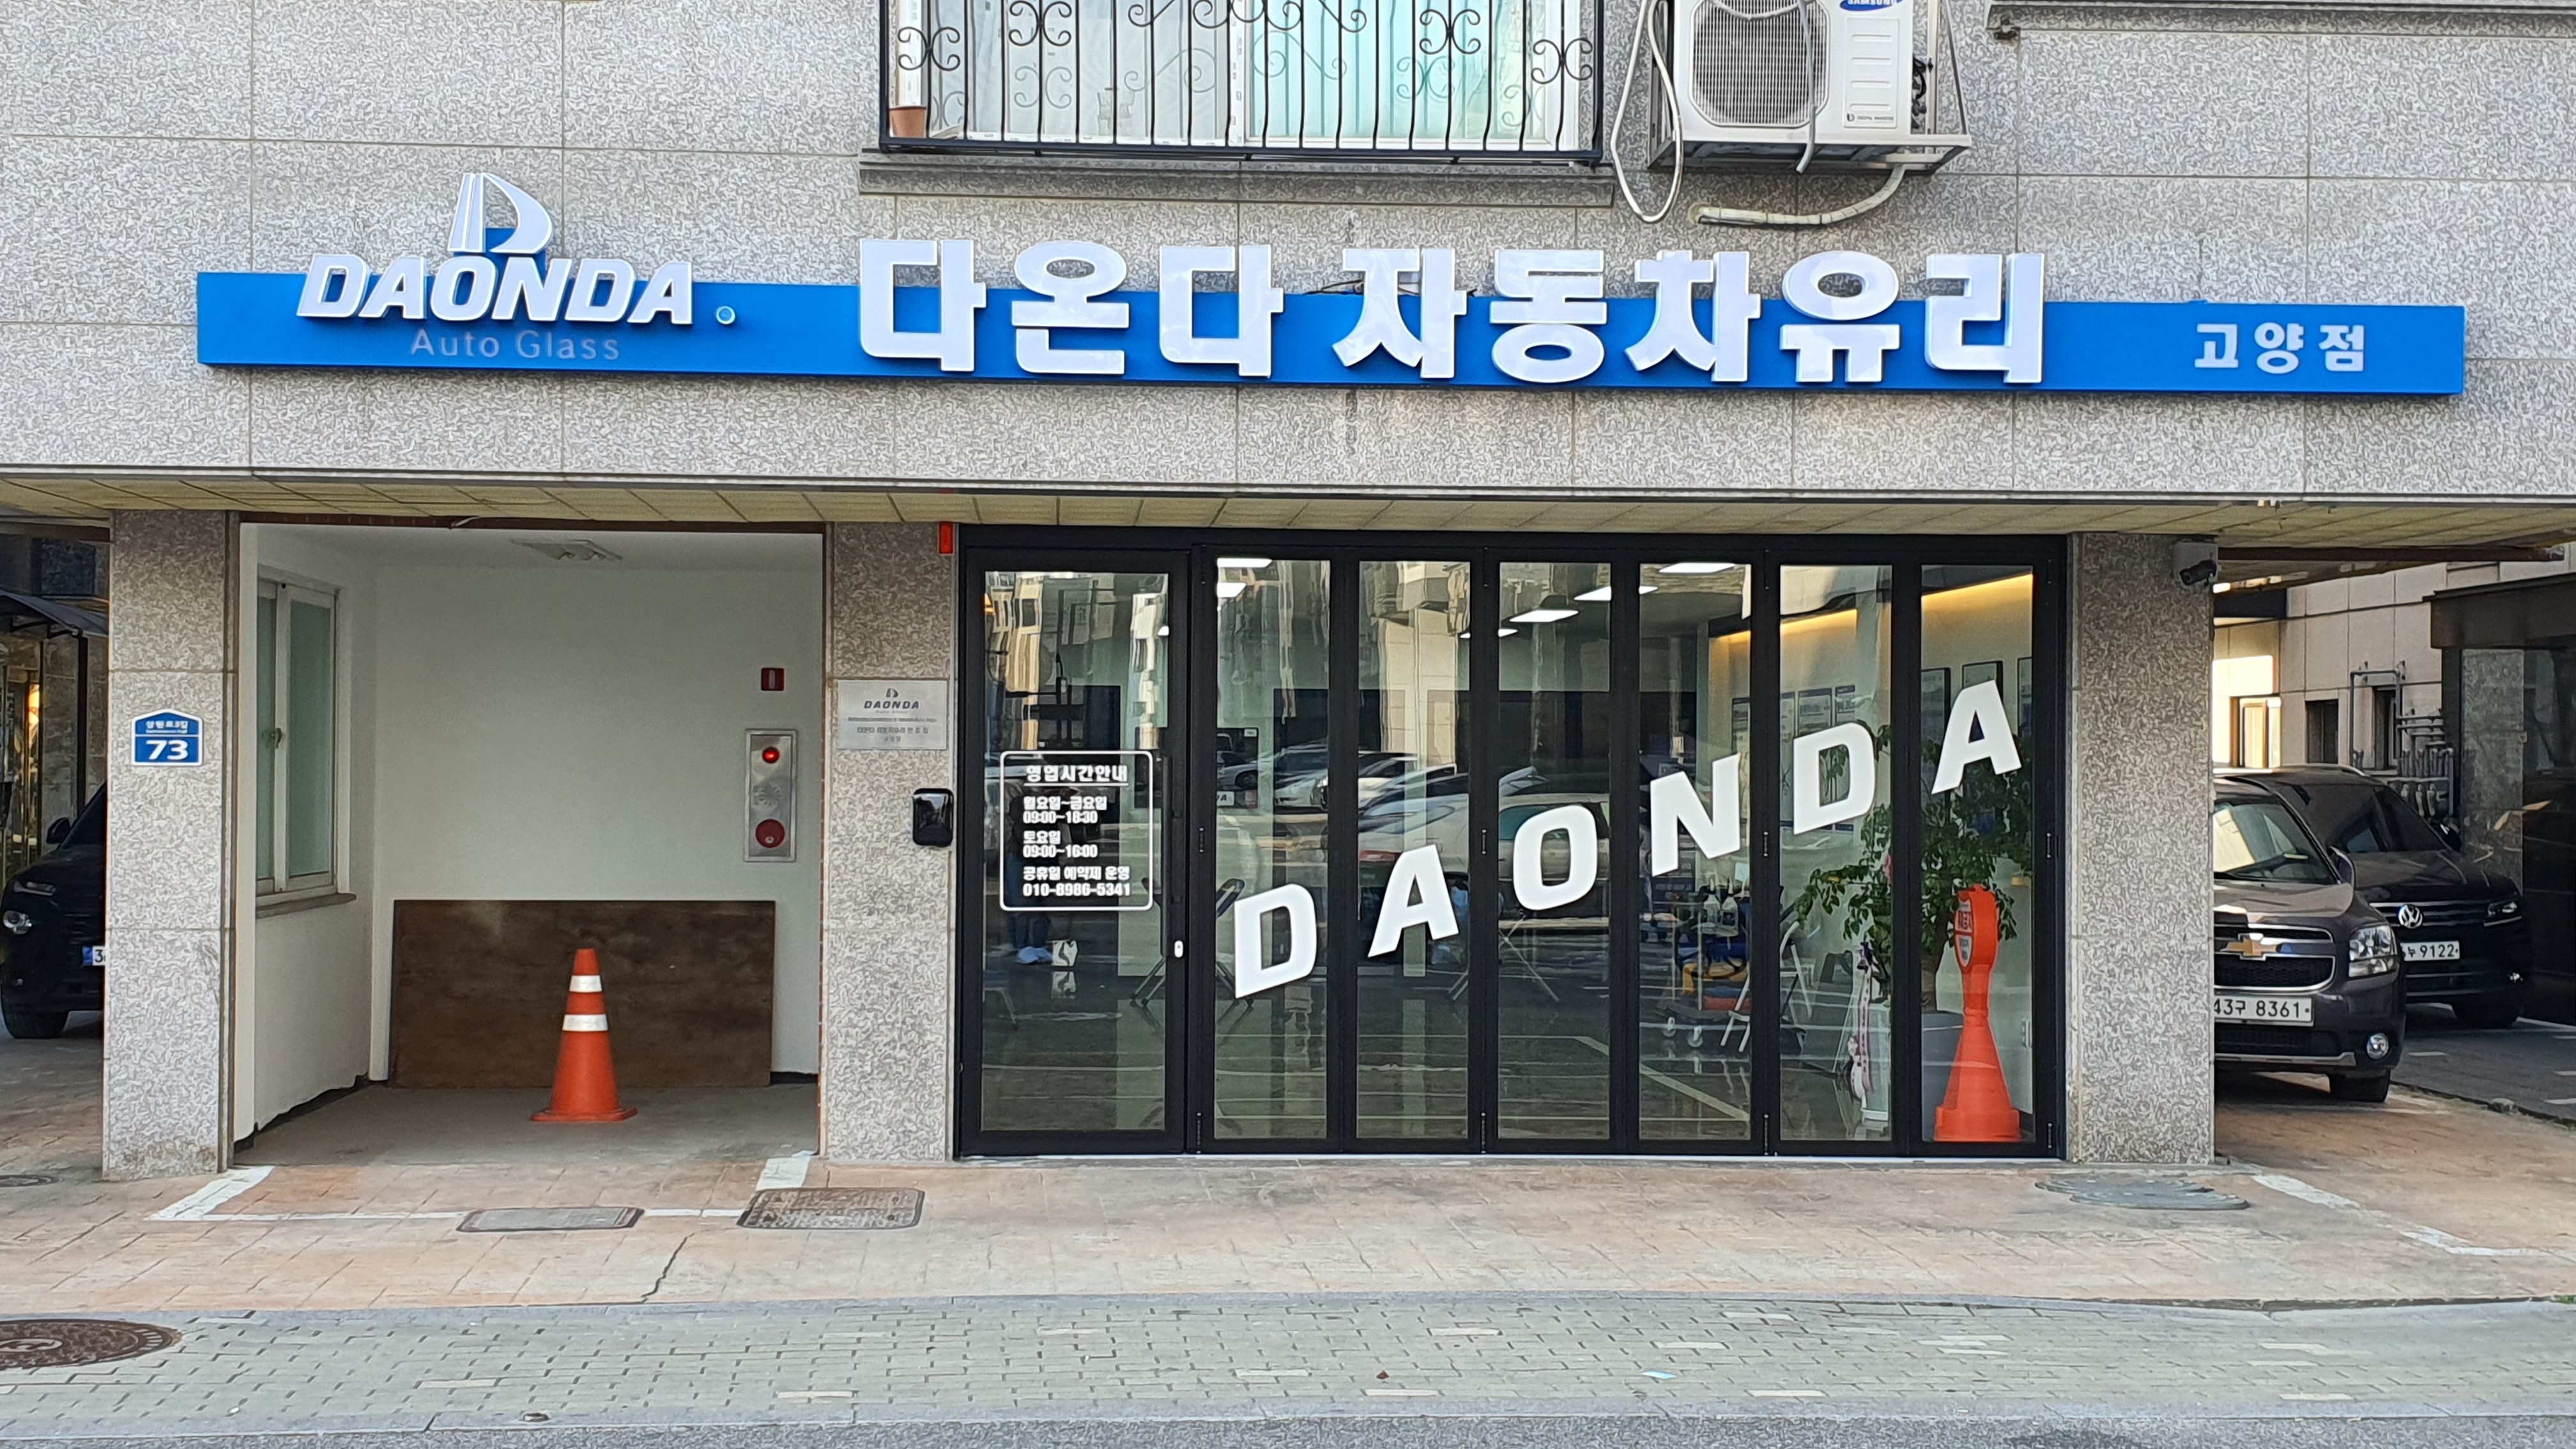 SAMSUNG
DAONDA
Auto Glass
다온다 자동차유리
고양점
73
DAONDA
영업시간안내
월요일~금요일
09:00~18:30
토요일
09:00~16:00
공휴일 예약제 운영
010-8986-5341
DAONDA
9122
43구 8361